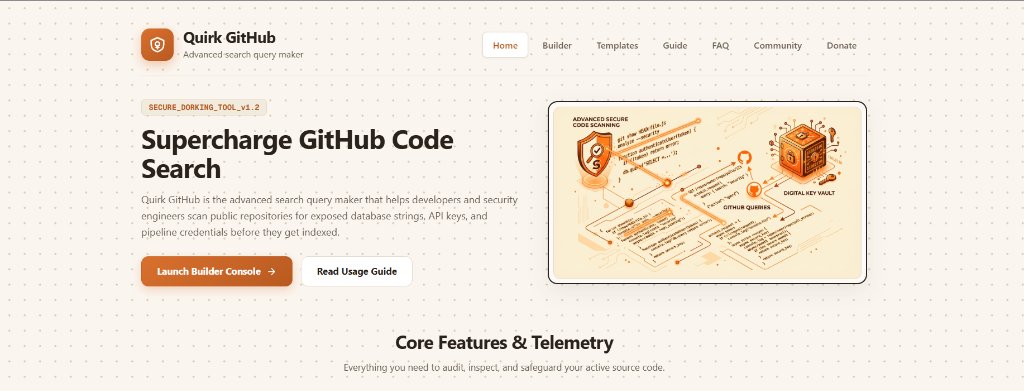 Quirk GitHub
Advanced search query maker
Home
Builder
Templates
Guide
FAQ
Community
Donate
SECURE_DORKING_TOOL_v1.2
Supercharge GitHub Code
Search
Quirk GitHub is the advanced search query maker that helps developers and security
engineers scan public repositories for exposed database strings, API keys, and
pipeline credentials before they get indexed.
Launch Builder Console →
Read Usage Guide
ADVANCED SECURE
CODE SCANNING
S
DIGITAL KEY VAULT
GITHUB QUERIES
Core Features & Telemetry
Everything you need to audit, inspect, and safeguard your active source code.